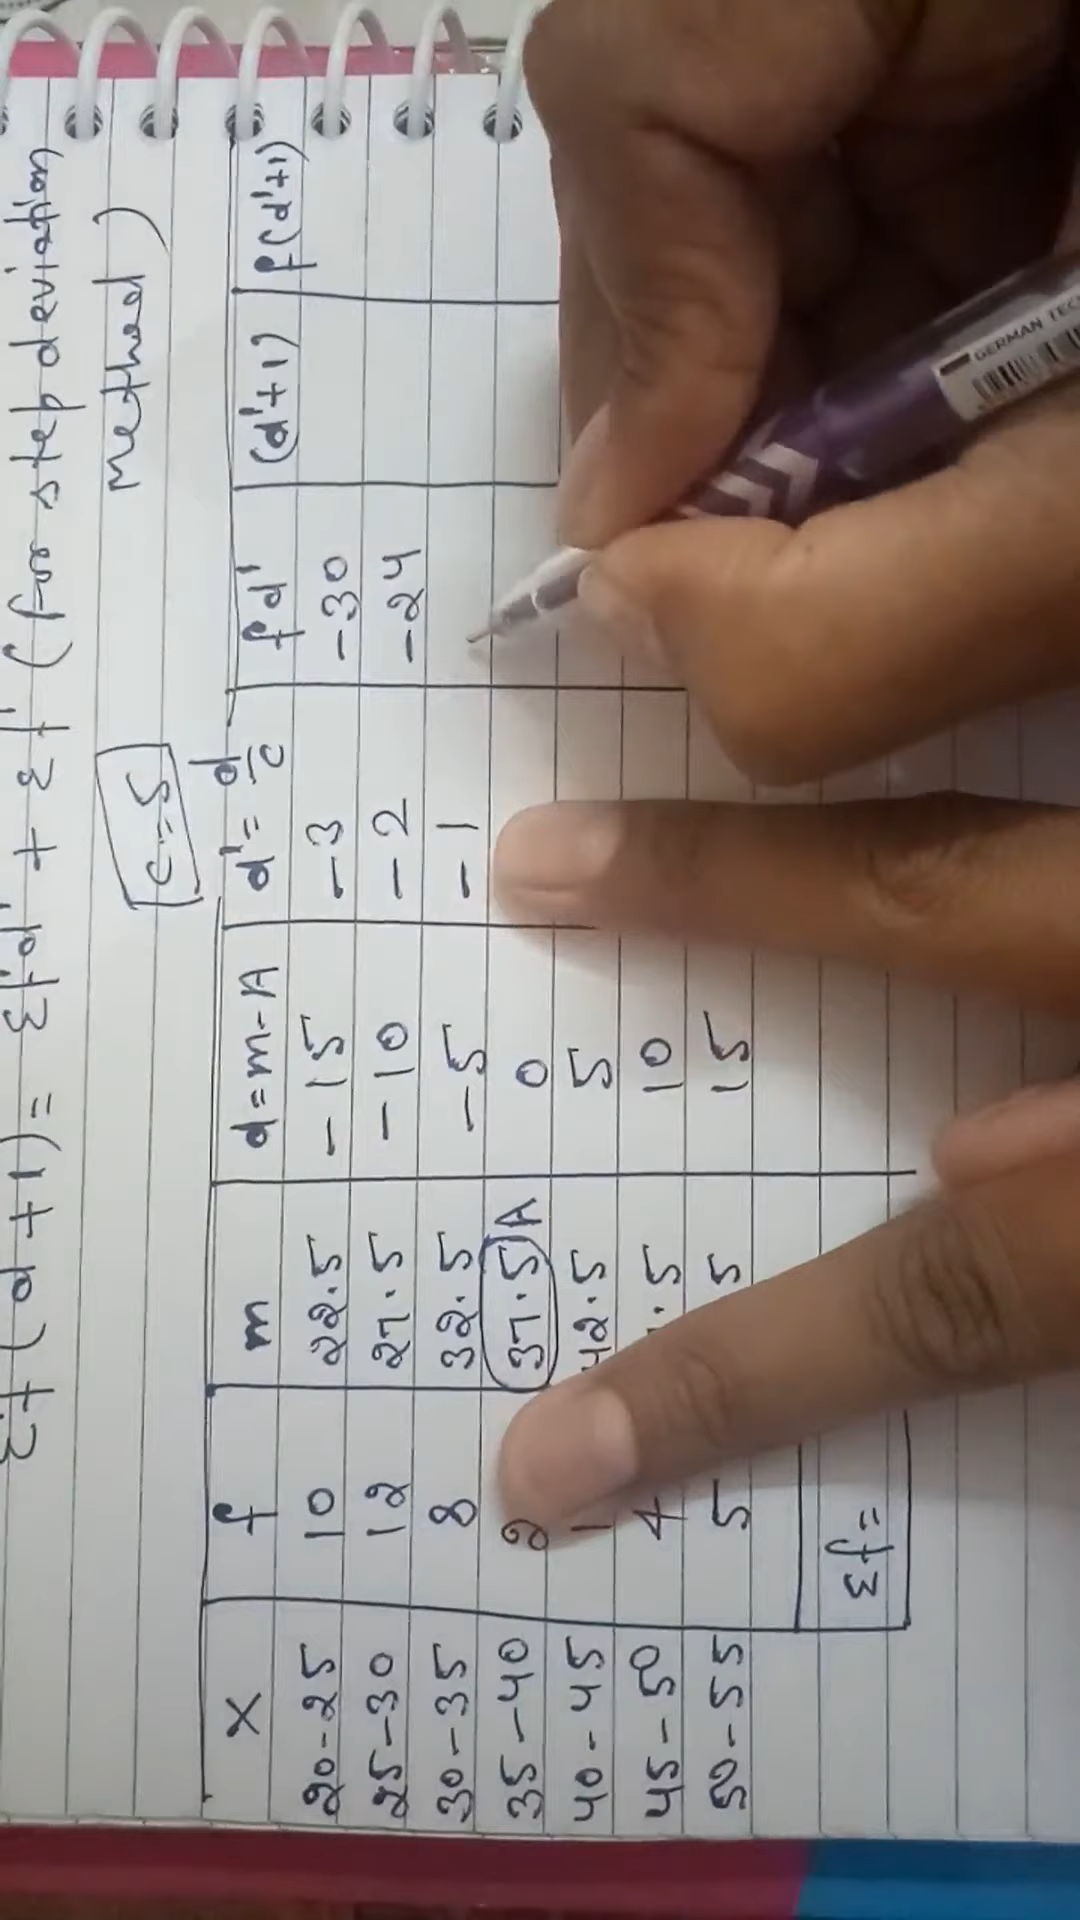 Σf(d'+1) = Σfd' + Σf (for step deviation
method)
c=5
X f m d=m-A d'=d/c fd' (d'+1) f(d'+1)
20-25 10 22.5 -15 -3 -30
25-30 12 27.5 -10 -2 -24
30-35 8 32.5 -5 -1
35-40 37.5 A 0
40-45 42.5 5
45-50 4 10
50-55 5 15
Σf=
GERMAN TEC